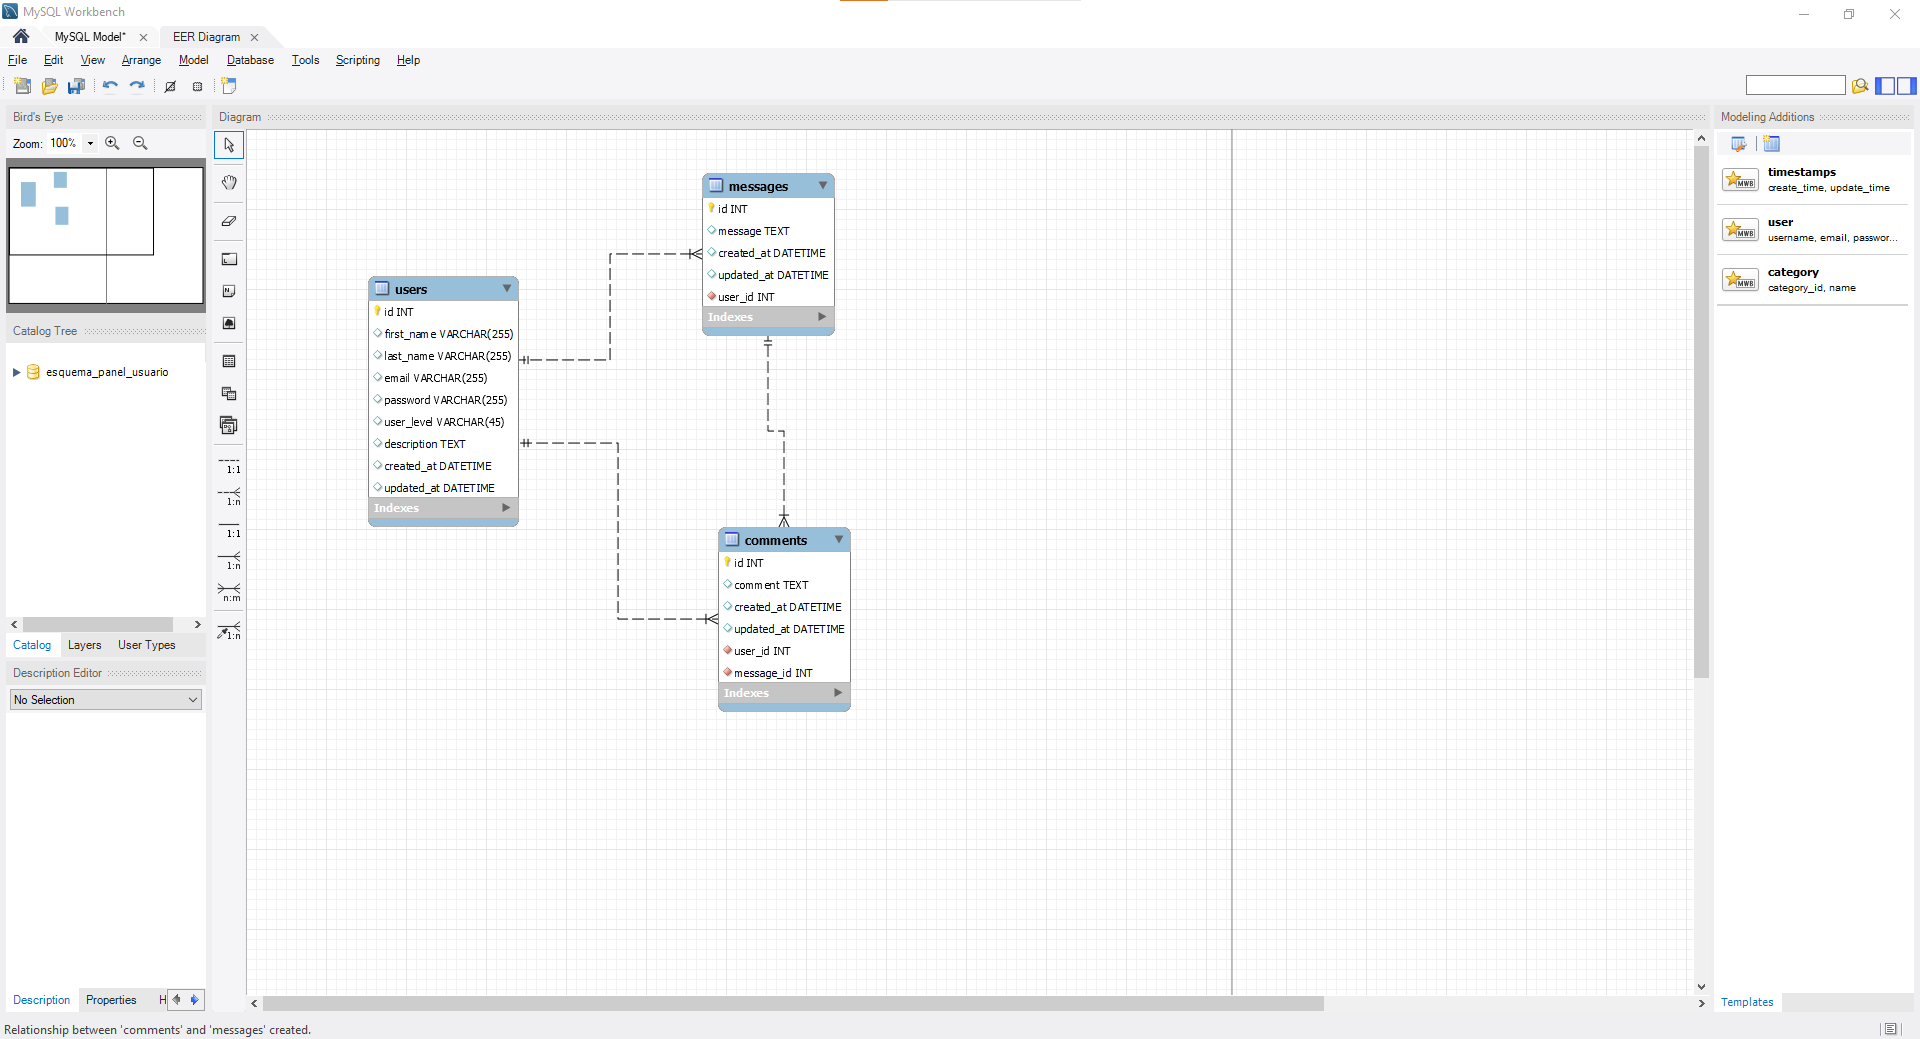 MySQL Workbench
MySQL Model*
EER Diagram
File Edit View Arrange Model Database Tools Scripting Help
Bird's Eye
Zoom: 100%
Catalog Tree
esquema_panel_usuario
Catalog Layers User Types
Description Editor
No Selection
Description Properties H
Diagram
1:1
1:n
1:1
1:n
n:m
1:n
users
id INT
first_name VARCHAR(255)
last_name VARCHAR(255)
email VARCHAR(255)
password VARCHAR(255)
user_level VARCHAR(45)
description TEXT
created_at DATETIME
updated_at DATETIME
Indexes
messages
id INT
message TEXT
created_at DATETIME
updated_at DATETIME
user_id INT
Indexes
comments
id INT
comment TEXT
created_at DATETIME
updated_at DATETIME
user_id INT
message_id INT
Indexes
Modeling Additions
MWB
timestamps
create_time, update_time
MWB
user
username, email, passwor...
MWB
category
category_id, name
Templates
Relationship between 'comments' and 'messages' created.